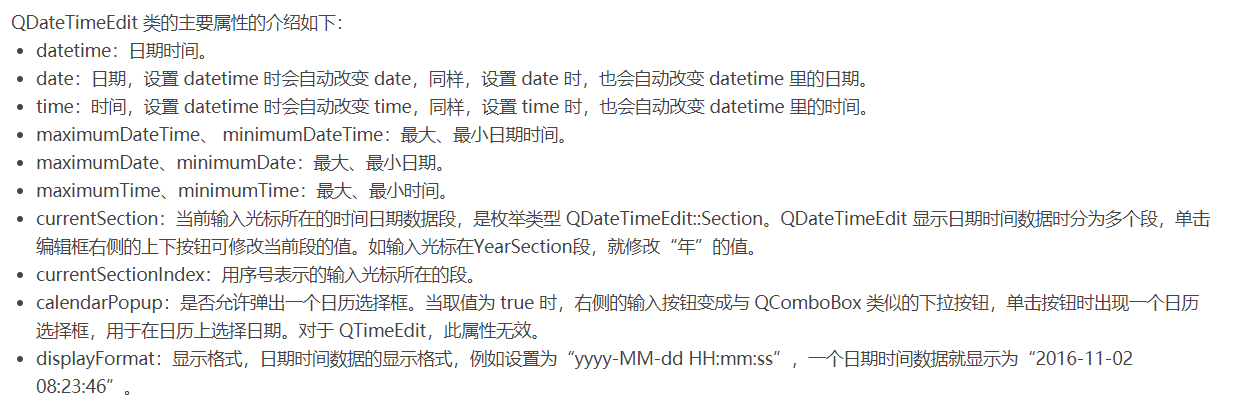 QDateTimeEdit 类的主要属性的介绍如下：
• datetime：日期时间。
• date：日期，设置 datetime 时会自动改变 date，同样，设置 date 时，也会自动改变 datetime 里的日期。
• time：时间，设置 datetime 时会自动改变 time，同样，设置 time 时，也会自动改变 datetime 里的时间。
• maximumDateTime、 minimumDateTime：最大、最小日期时间。
• maximumDate、minimumDate：最大、最小日期。
• maximumTime、minimumTime：最大、最小时间。
• currentSection：当前输入光标所在的时间日期数据段，是枚举类型 QDateTimeEdit::Section。QDateTimeEdit 显示日期时间数据时分为多个段，单击
编辑框右侧的上下按钮可修改当前段的值。如输入光标在YearSection段，就修改“年”的值。
• currentSectionIndex：用序号表示的输入光标所在的段。
• calendarPopup：是否允许弹出一个日历选择框。当取值为 true 时，右侧的输入按钮变成与 QComboBox 类似的下拉按钮，单击按钮时出现一个日历
选择框，用于在日历上选择日期。对于 QTimeEdit，此属性无效。
• displayFormat：显示格式，日期时间数据的显示格式，例如设置为“yyyy-MM-dd HH:mm:ss”，一个日期时间数据就显示为“2016-11-02
08:23:46”。